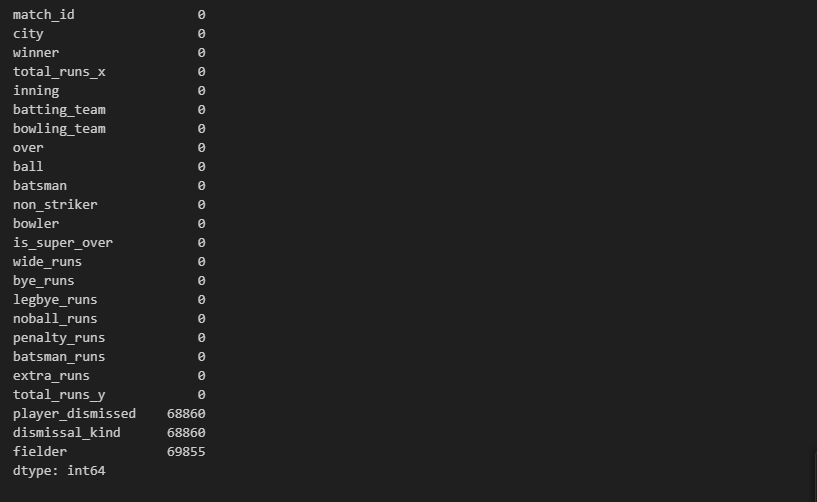 match_id 0
city 0
winner 0
total_runs_x 0
inning 0
batting_team 0
bowling_team 0
over 0
ball 0
batsman 0
non_striker 0
bowler 0
is_super_over 0
wide_runs 0
bye_runs 0
legbye_runs 0
noball_runs 0
penalty_runs 0
batsman_runs 0
extra_runs 0
total_runs_y 0
player_dismissed 68860
dismissal_kind 68860
fielder 69855
dtype: int64